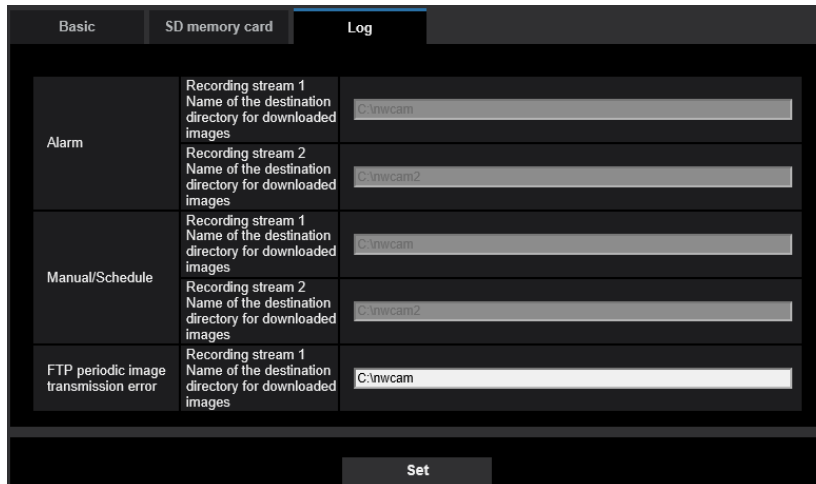 Basic
SD memory card
Log
Alarm
Recording stream 1
Name of the destination
directory for downloaded
images
C:\nwcam
Recording stream 2
Name of the destination
directory for downloaded
images
C:\nwcam2
Manual/Schedule
Recording stream 1
Name of the destination
directory for downloaded
images
C:\nwcam
Recording stream 2
Name of the destination
directory for downloaded
images
C:\nwcam2
FTP periodic image
transmission error
Recording stream 1
Name of the destination
directory for downloaded
images
C:\nwcam
Set